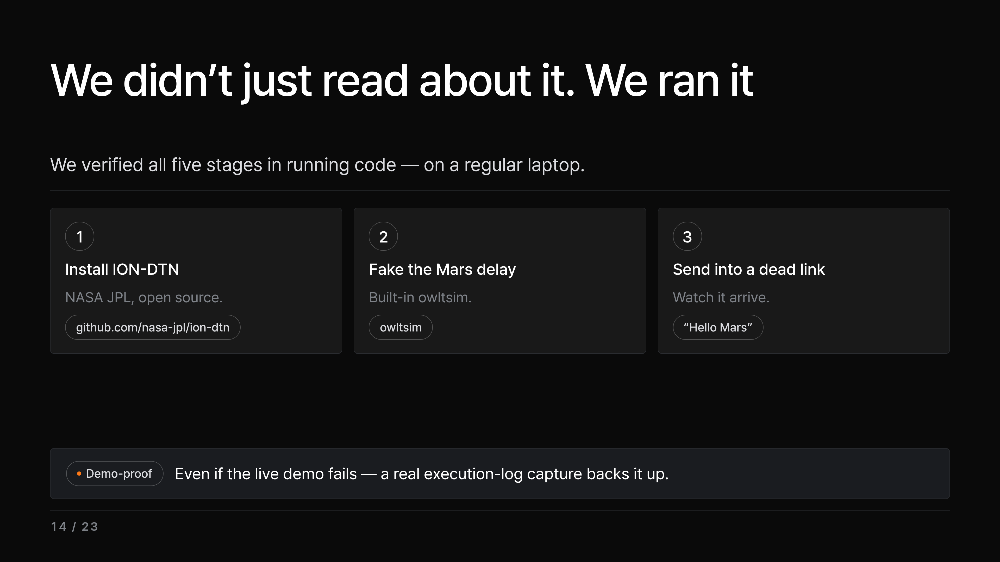 We didn’t just read about it. We ran it
We verified all five stages in running code — on a regular laptop.
1
Install ION-DTN
NASA JPL, open source.
github.com/nasa-jpl/ion-dtn
2
Fake the Mars delay
Built-in owltsim.
owltsim
3
Send into a dead link
Watch it arrive.
“Hello Mars”
Demo-proof
Even if the live demo fails — a real execution-log capture backs it up.
14 / 23